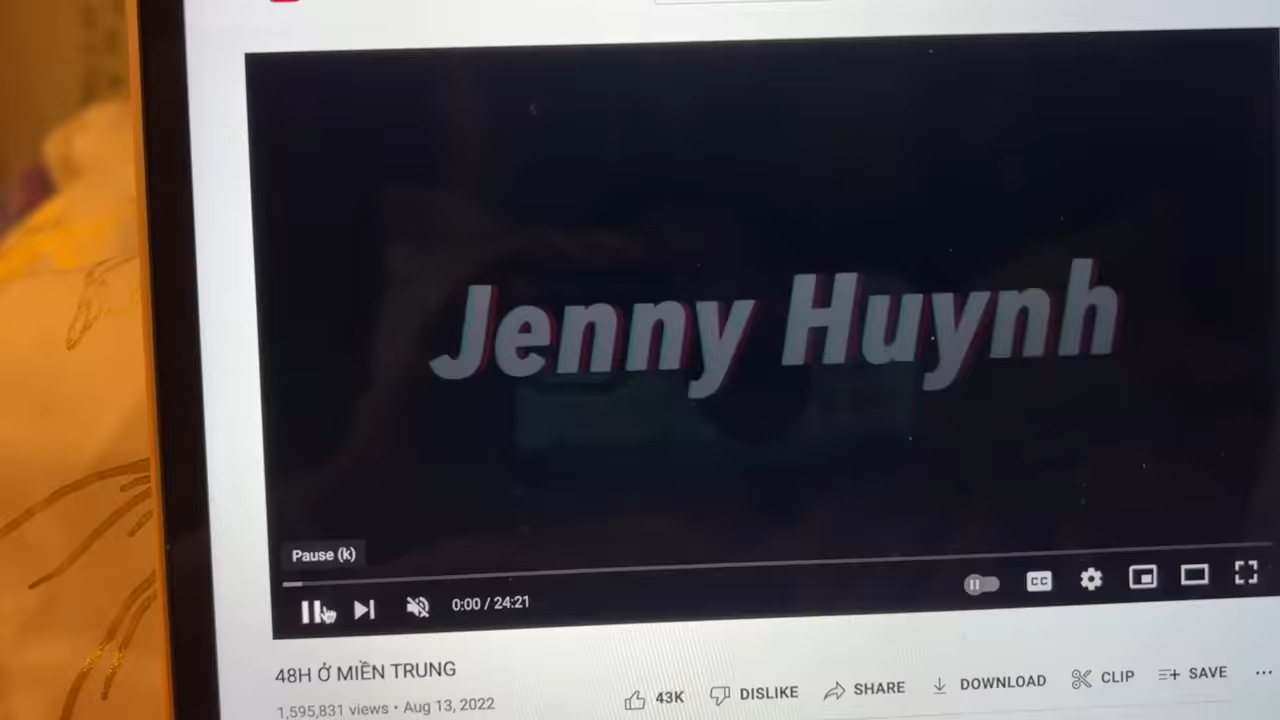 Jenny Huynh
Pause (k)
0:00 / 24:21
CC
48H Ở MIỀN TRUNG
1,595,831 views • Aug 13, 2022
43K
DISLIKE
SHARE
DOWNLOAD
CLIP
SAVE